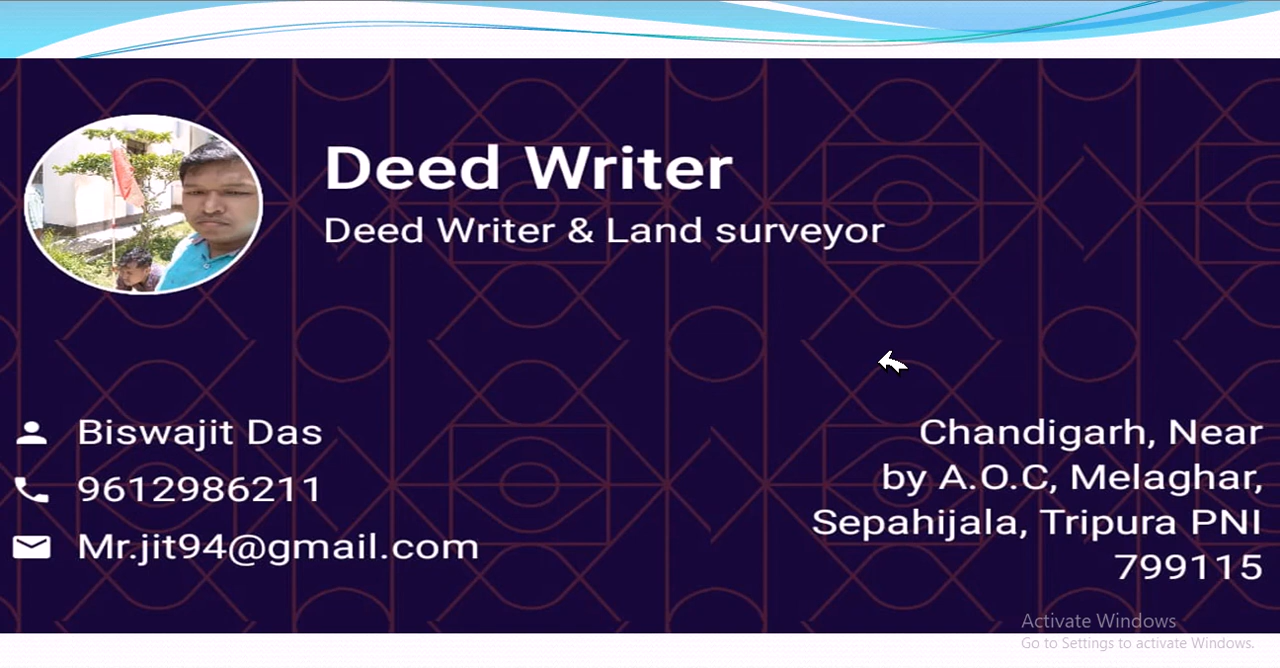 Deed Writer
Deed Writer & Land surveyor
Biswajit Das
9612986211
Mr.jit94@gmail.com
Chandigarh, Near
by A.O.C, Melaghar,
Sepahijala, Tripura PNI
799115
Activate Windows
Go to Settings to activate Windows.